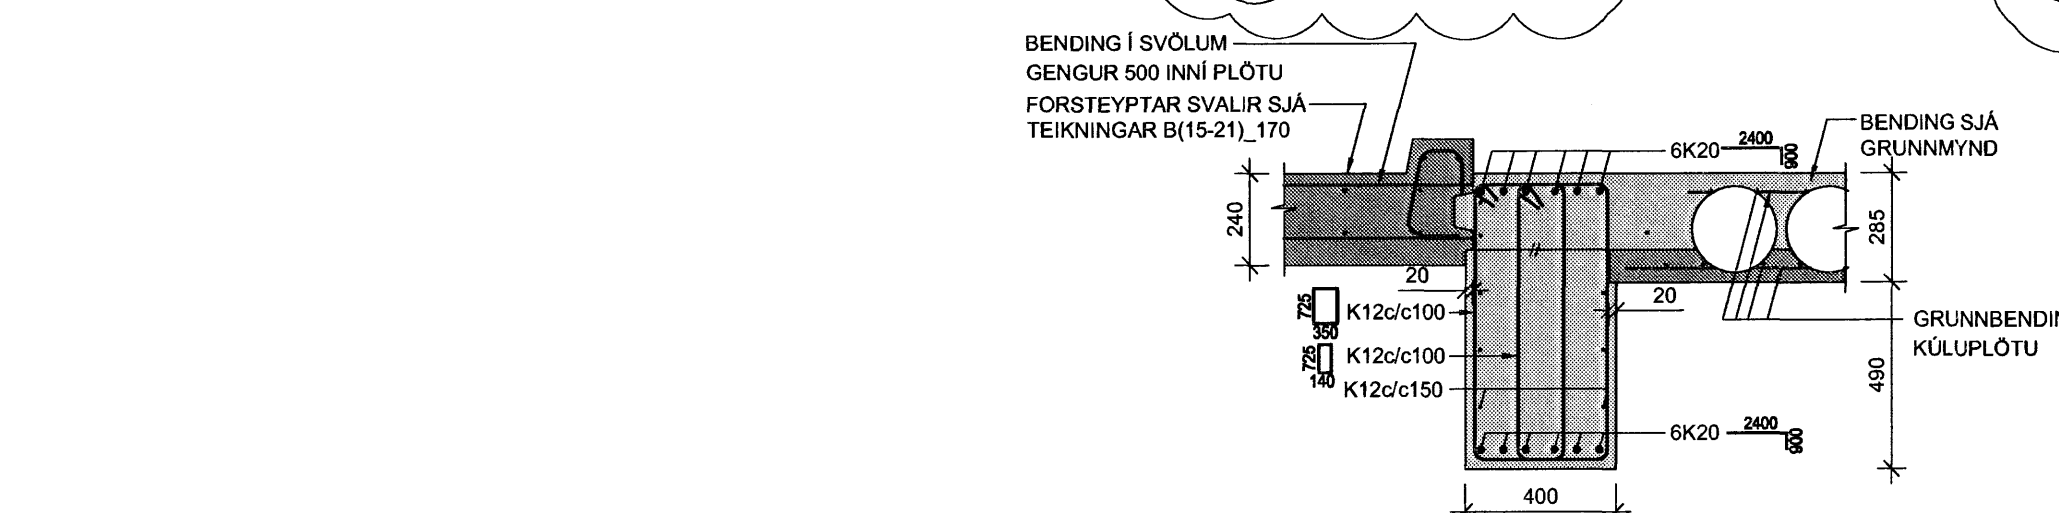 BENDING Í SVÖLUM
GENGUR 500 INNÍ PLÖTU
FORSTEYPTAR SVALIR SJÁ
TEIKNINGAR B(15-21)_170
6K20 2400
900
BENDING SJÁ
GRUNNMYND
240
285
20
20
725
350
K12c/c100
725
140
K12c/c100
K12c/c150
GRUNNBENDIN
KÚLUPLÖTU
490
6K20 2400
900
400